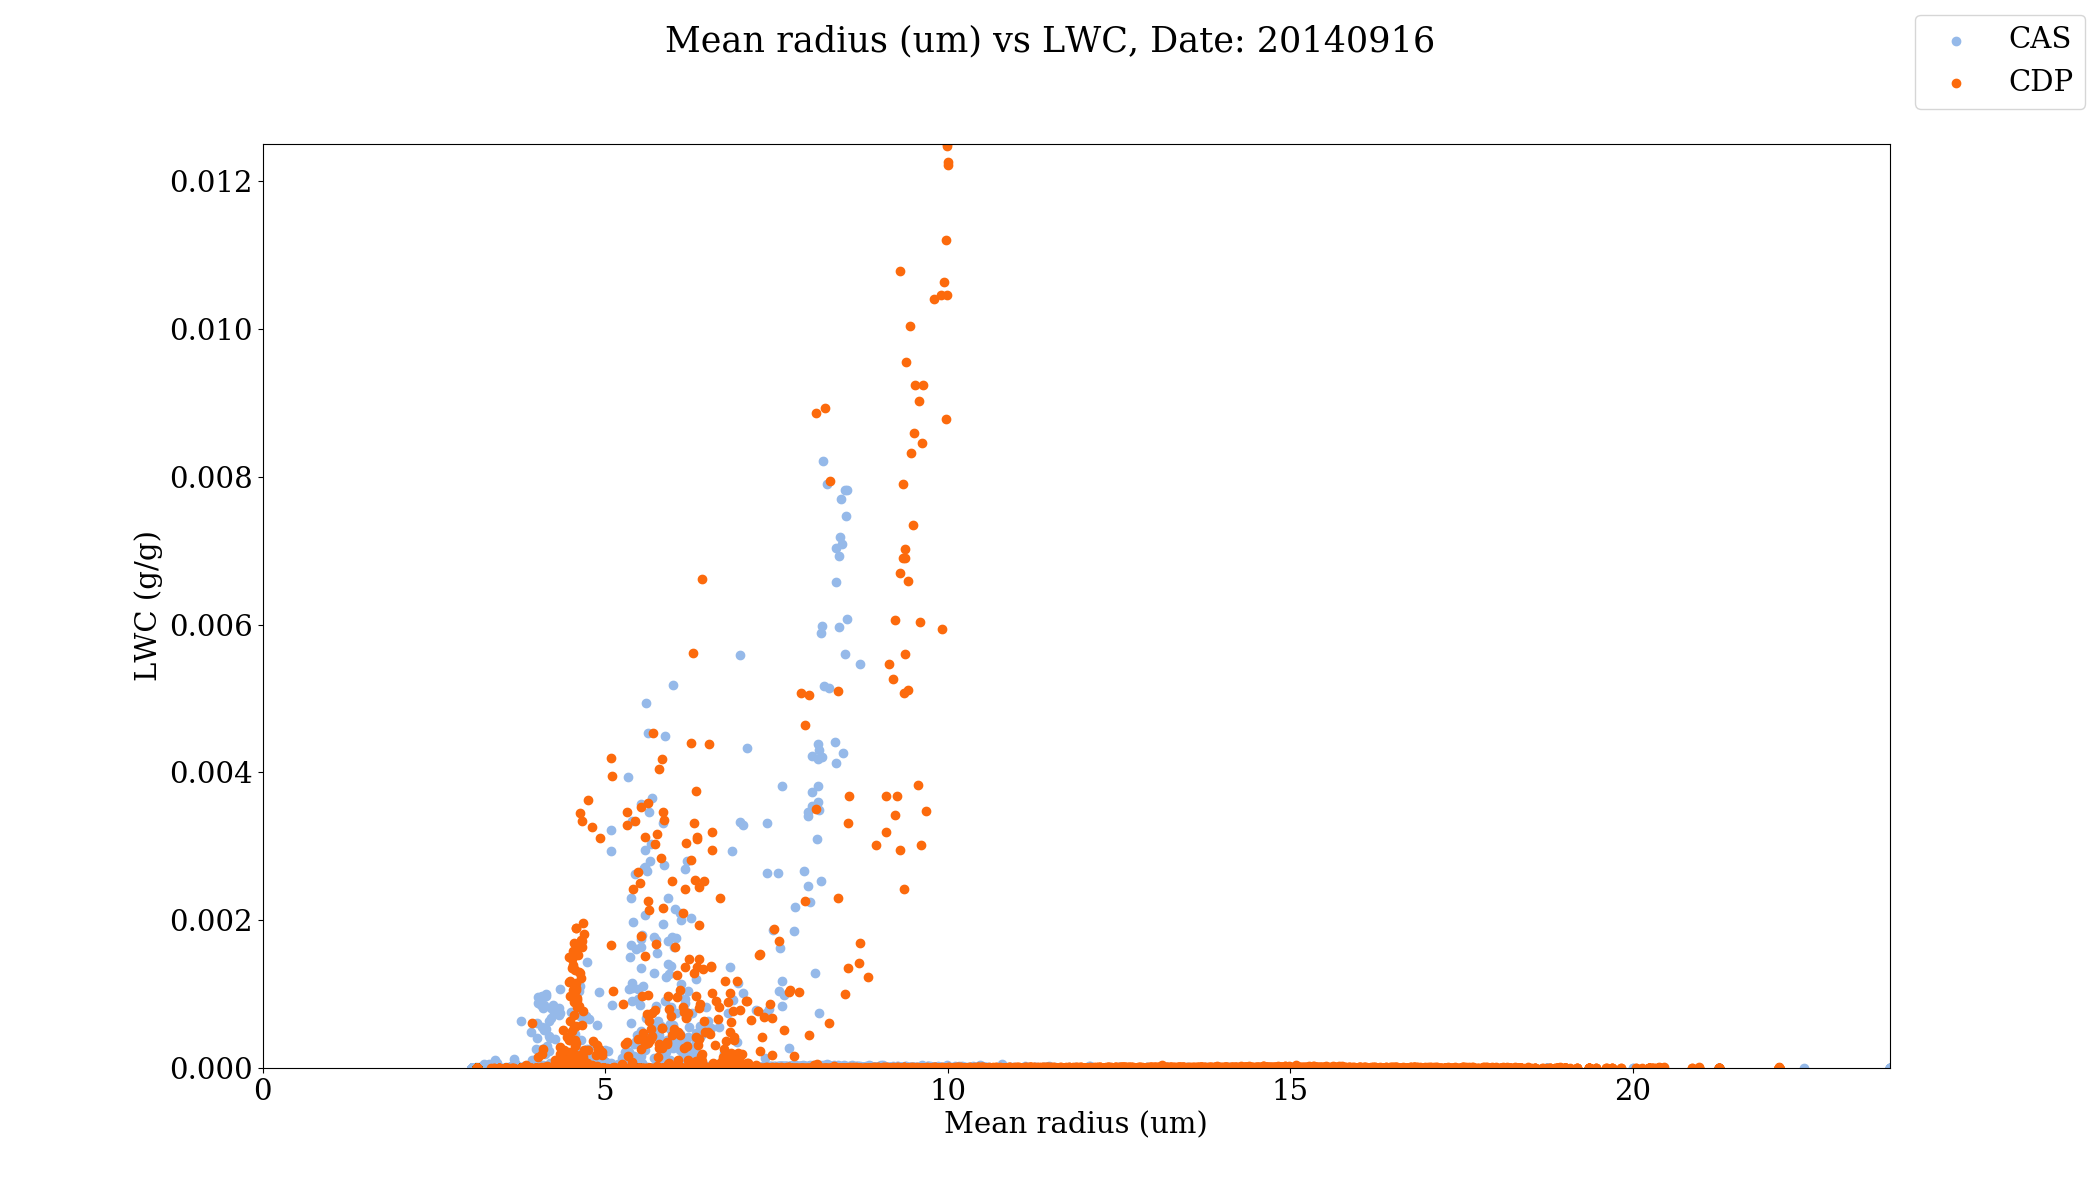 Mean radius (um) vs LWC, Date: 20140916
CAS
CDP
0.012
0.010
0.008
0.006
0.004
0.002
0.000
LWC (g/g)
0 5 10 15 20
Mean radius (um)